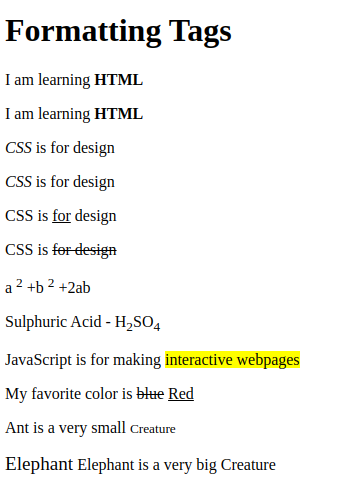 Formatting Tags
I am learning HTML
I am learning HTML
CSS is for design
CSS is for design
CSS is for design
CSS is for design
a 2 +b 2 +2ab
Sulphuric Acid - H2SO4
JavaScript is for making interactive webpages
My favorite color is blue Red
Ant is a very small Creature
Elephant Elephant is a very big Creature